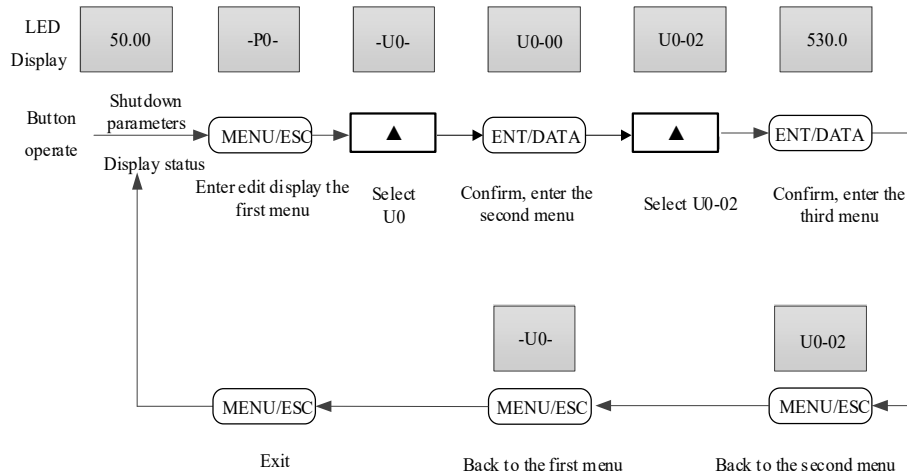 LED
Display
50.00
-P0-
-U0-
U0-00
U0-02
530.0
Button
operate
Shutdown
parameters
Display status
MENU/ESC
▲
ENT/DATA
▲
ENT/DATA
Enter edit display the
first menu
Select
U0
Confirm, enter the
second menu
Select U0-02
Confirm, enter the
third menu
-U0-
U0-02
MENU/ESC
MENU/ESC
MENU/ESC
Exit
Back to the first menu
Back to the second menu